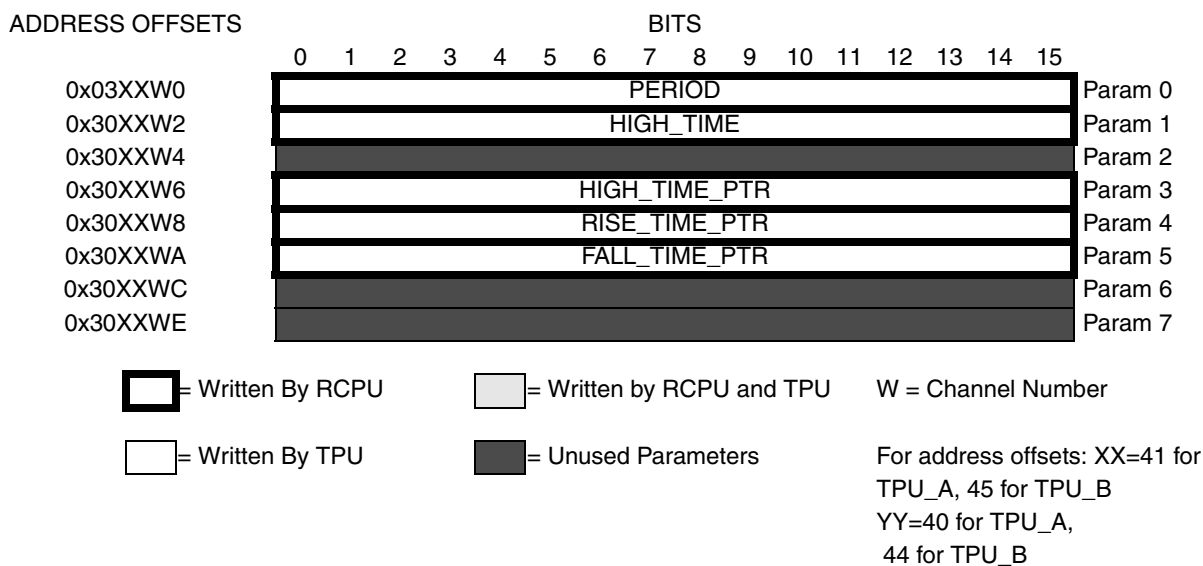 ADDRESS OFFSETS BITS
0 1 2 3 4 5 6 7 8 9 10 11 12 13 14 15
0x03XXW0 PERIOD Param 0
0x30XXW2 HIGH_TIME Param 1
0x30XXW4 Param 2
0x30XXW6 HIGH_TIME_PTR Param 3
0x30XXW8 RISE_TIME_PTR Param 4
0x30XXWA FALL_TIME_PTR Param 5
0x30XXWC Param 6
0x30XXWE Param 7
= Written By RCPU = Written by RCPU and TPU W = Channel Number
= Written By TPU = Unused Parameters For address offsets: XX=41 for
TPU_A, 45 for TPU_B
YY=40 for TPU_A,
44 for TPU_B